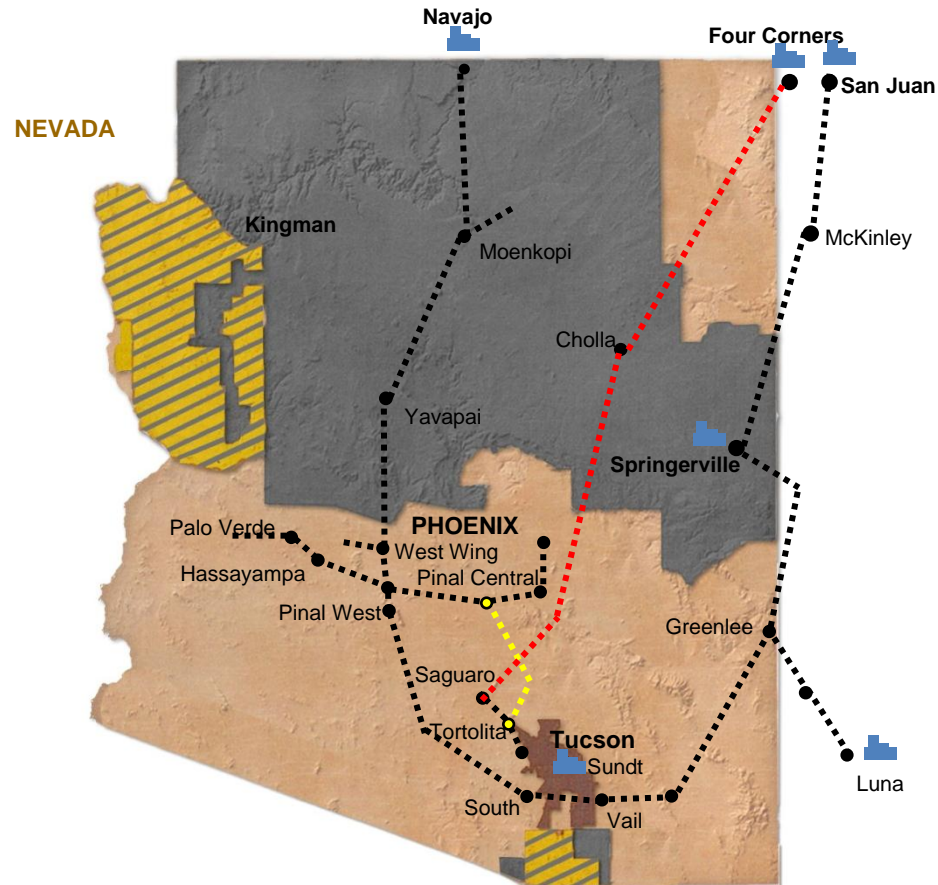 Navajo
Four Corners
San Juan
NEVADA
Kingman
McKinley
Moenkopi
Cholla
Yavapai
Springerville
PHOENIX
Palo Verde
West Wing
Hassayampa
Pinal Central
Pinal West
Greenlee
Saguaro
Tortolita
Tucson
Sundt
Luna
South
Vail